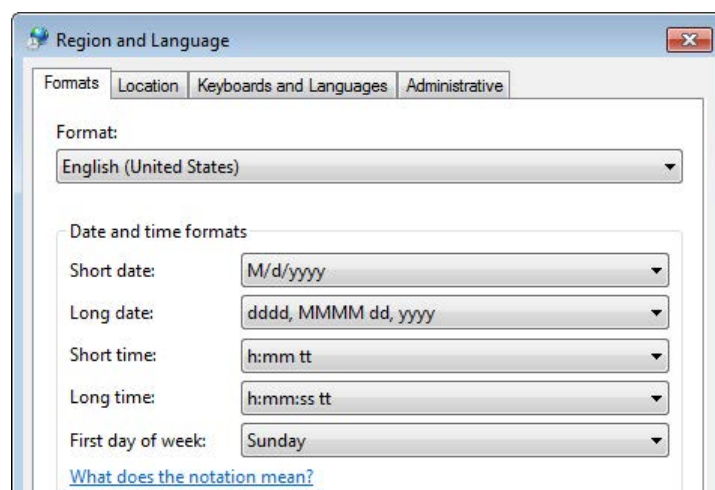 Region and Language
Formats Location Keyboards and Languages Administrative
Format:
English (United States)
Date and time formats
Short date: M/d/yyyy
Long date: dddd, MMMM dd, yyyy
Short time: h:mm tt
Long time: h:mm:ss tt
First day of week: Sunday
What does the notation mean?